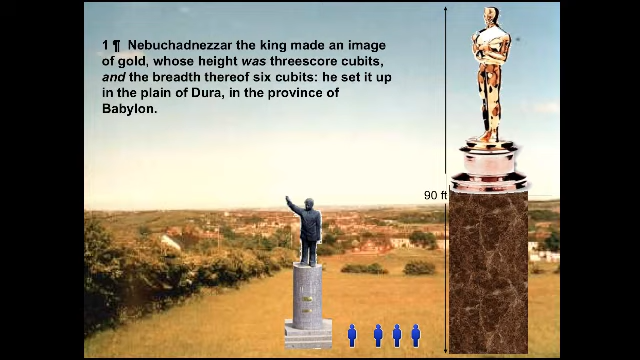 1 ¶ Nebuchadnezzar the king made an image
of gold, whose height was threescore cubits,
and the breadth thereof six cubits: he set it up
in the plain of Dura, in the province of
Babylon.
90 ft